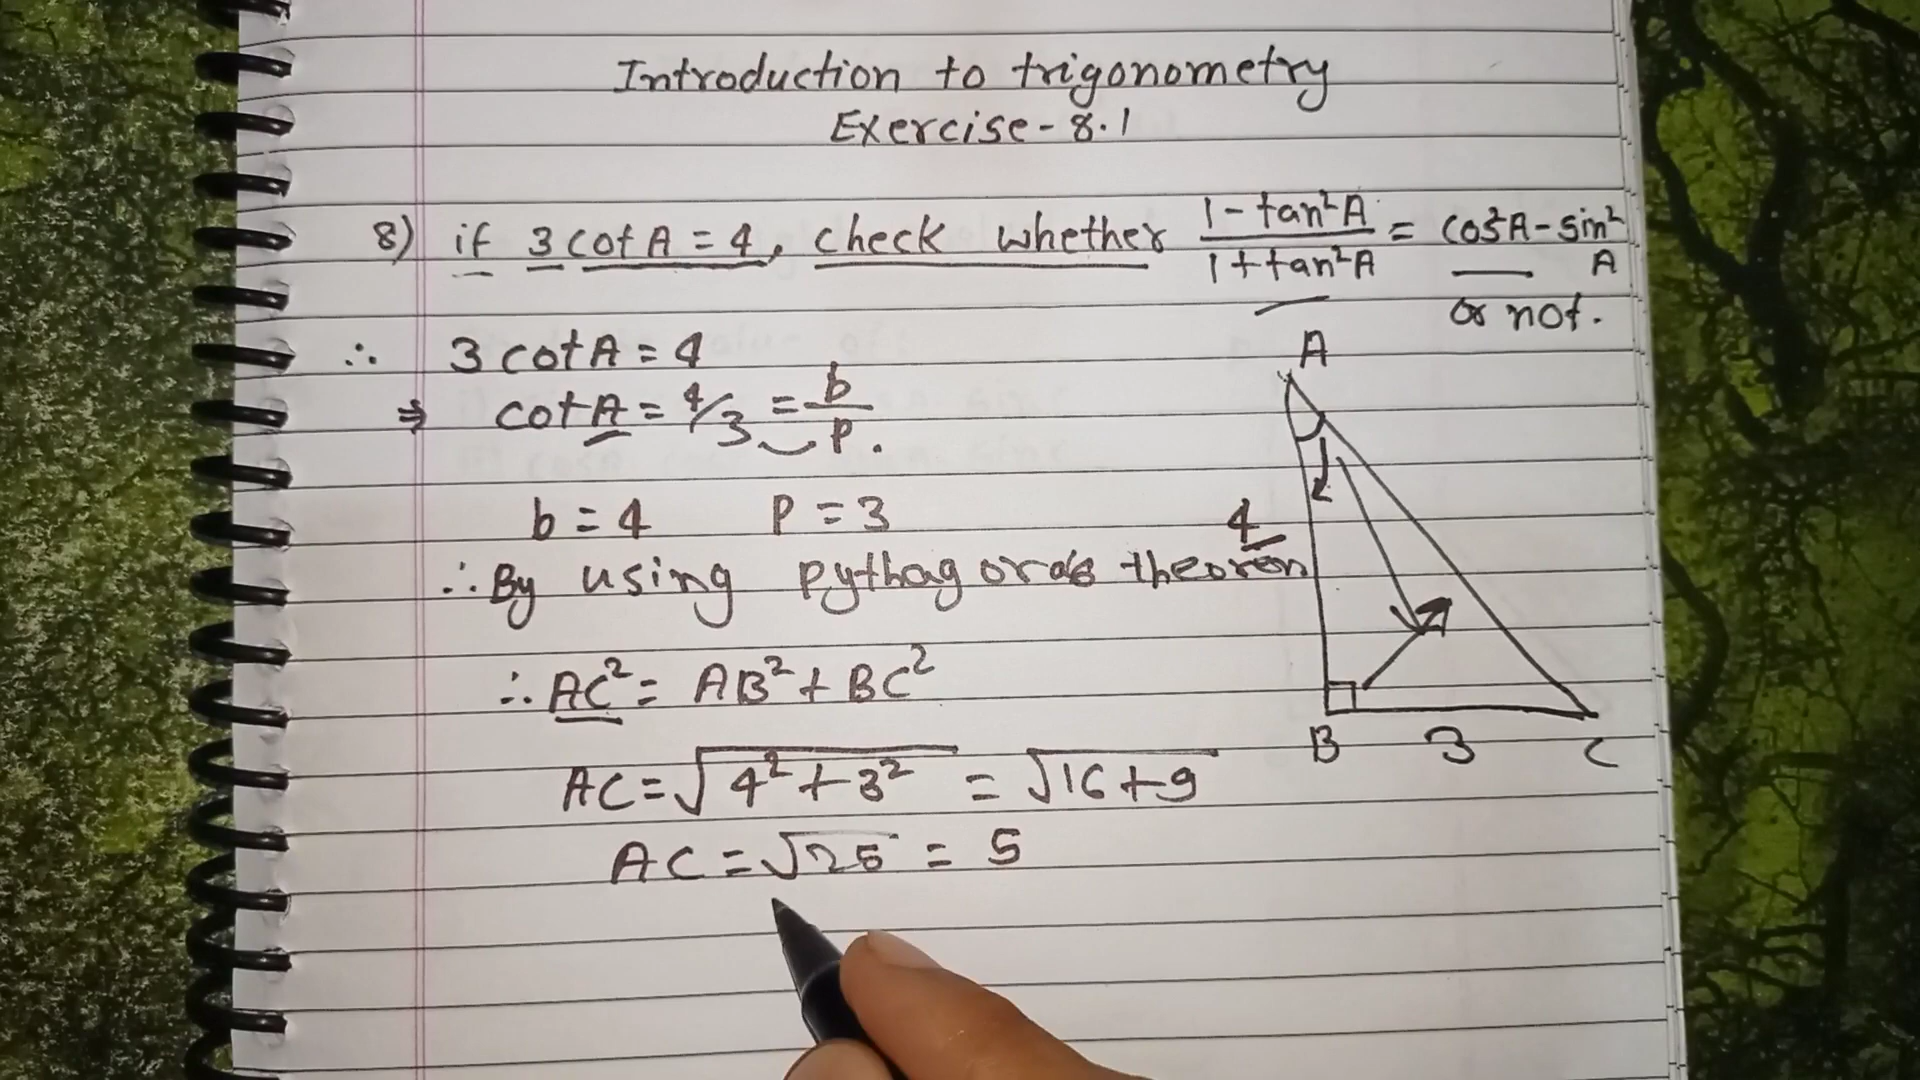 Introduction to trigonometry
Exercise - 8.1
8) if 3 cot A = 4, check whether (1 - tan²A)/(1 + tan²A) = cos²A - sin²A
or not.
∴ 3 cot A = 4
⇒ cot A = 4/3 = b/P.
b = 4 P = 3
∴ By using pythagoras theorem
∴ AC² = AB² + BC²
AC = √4² + 3² = √16 + 9
AC = √25 = 5
A
4
B 3 C